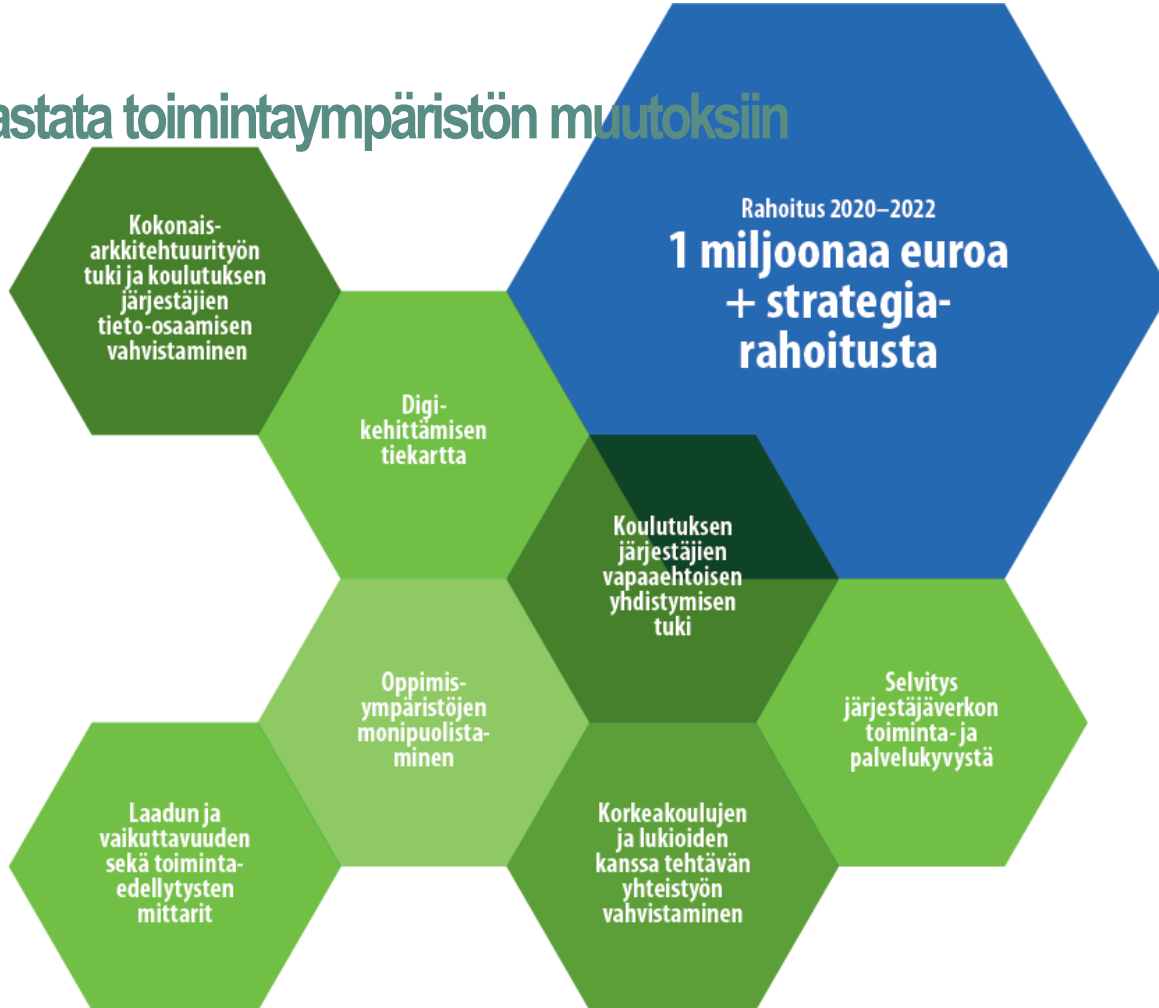 astata toimintaympäristön muutoksiin
Rahoitus 2020–2022
1 miljoonaa euroa
+ strategia-
rahoitusta
Kokonais-
arkkitehtuurityön
tuki ja koulutuksen
järjestäjien
tieto-osaamisen
vahvistaminen
Digi-
kehittämisen
tiekartta
Koulutuksen
järjestäjien
vapaaehtoisen
yhdistymisen
tuki
Oppimis-
ympäristöjen
monipuolista-
minen
Selvitys
järjestäjäverkon
toiminta- ja
palvelukyvystä
Laadun ja
vaikuttavuuden
sekä toiminta-
edellytysten
mittarit
Korkeakoulujen
ja lukioiden
kanssa tehtävän
yhteistyön
vahvistaminen